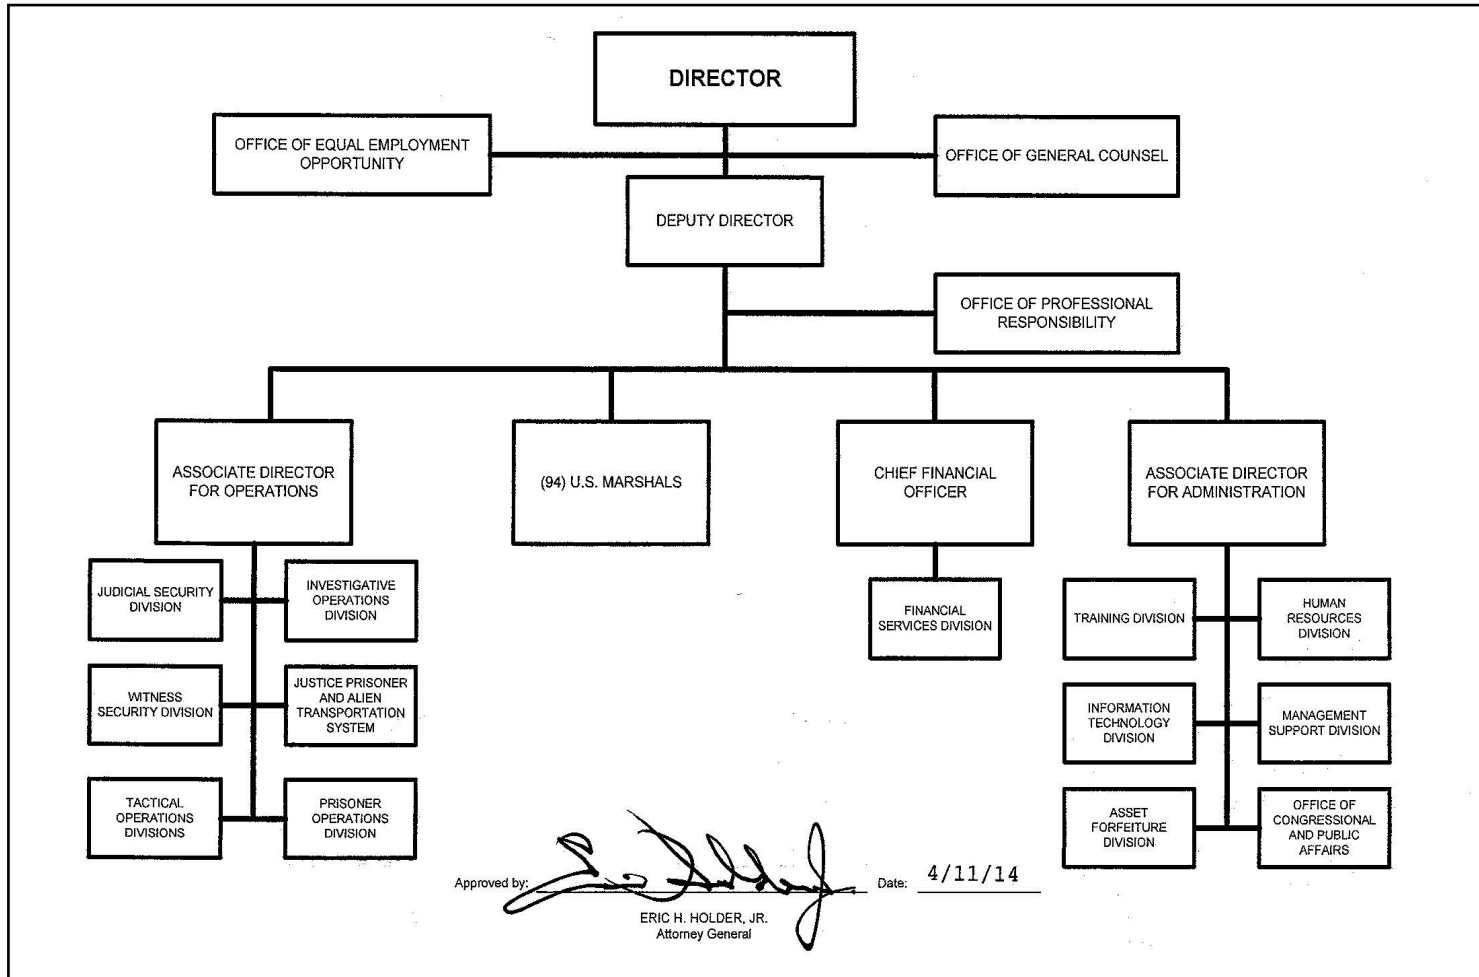 DIRECTOR
OFFICE OF EQUAL EMPLOYMENT
OPPORTUNITY
OFFICE OF GENERAL COUNSEL
DEPUTY DIRECTOR
OFFICE OF PROFESSIONAL
RESPONSIBILITY
ASSOCIATE DIRECTOR
FOR OPERATIONS
(94) U.S. MARSHALS
CHIEF FINANCIAL
OFFICER
ASSOCIATE DIRECTOR
FOR ADMINISTRATION
JUDICIAL SECURITY
DIVISION
INVESTIGATIVE
OPERATIONS
DIVISION
WITNESS
SECURITY DIVISION
JUSTICE PRISONER
AND ALIEN
TRANSPORTATION
SYSTEM
TACTICAL
OPERATIONS
DIVISIONS
PRISONER
OPERATIONS
DIVISION
FINANCIAL
SERVICES DIVISION
TRAINING DIVISION
HUMAN
RESOURCES
DIVISION
INFORMATION
TECHNOLOGY
DIVISION
MANAGEMENT
SUPPORT DIVISION
ASSET
FORFEITURE
DIVISION
OFFICE OF
CONGRESSIONAL
AND PUBLIC
AFFAIRS
Approved by:
Date: 4/11/14
ERIC H. HOLDER, JR.
Attorney General